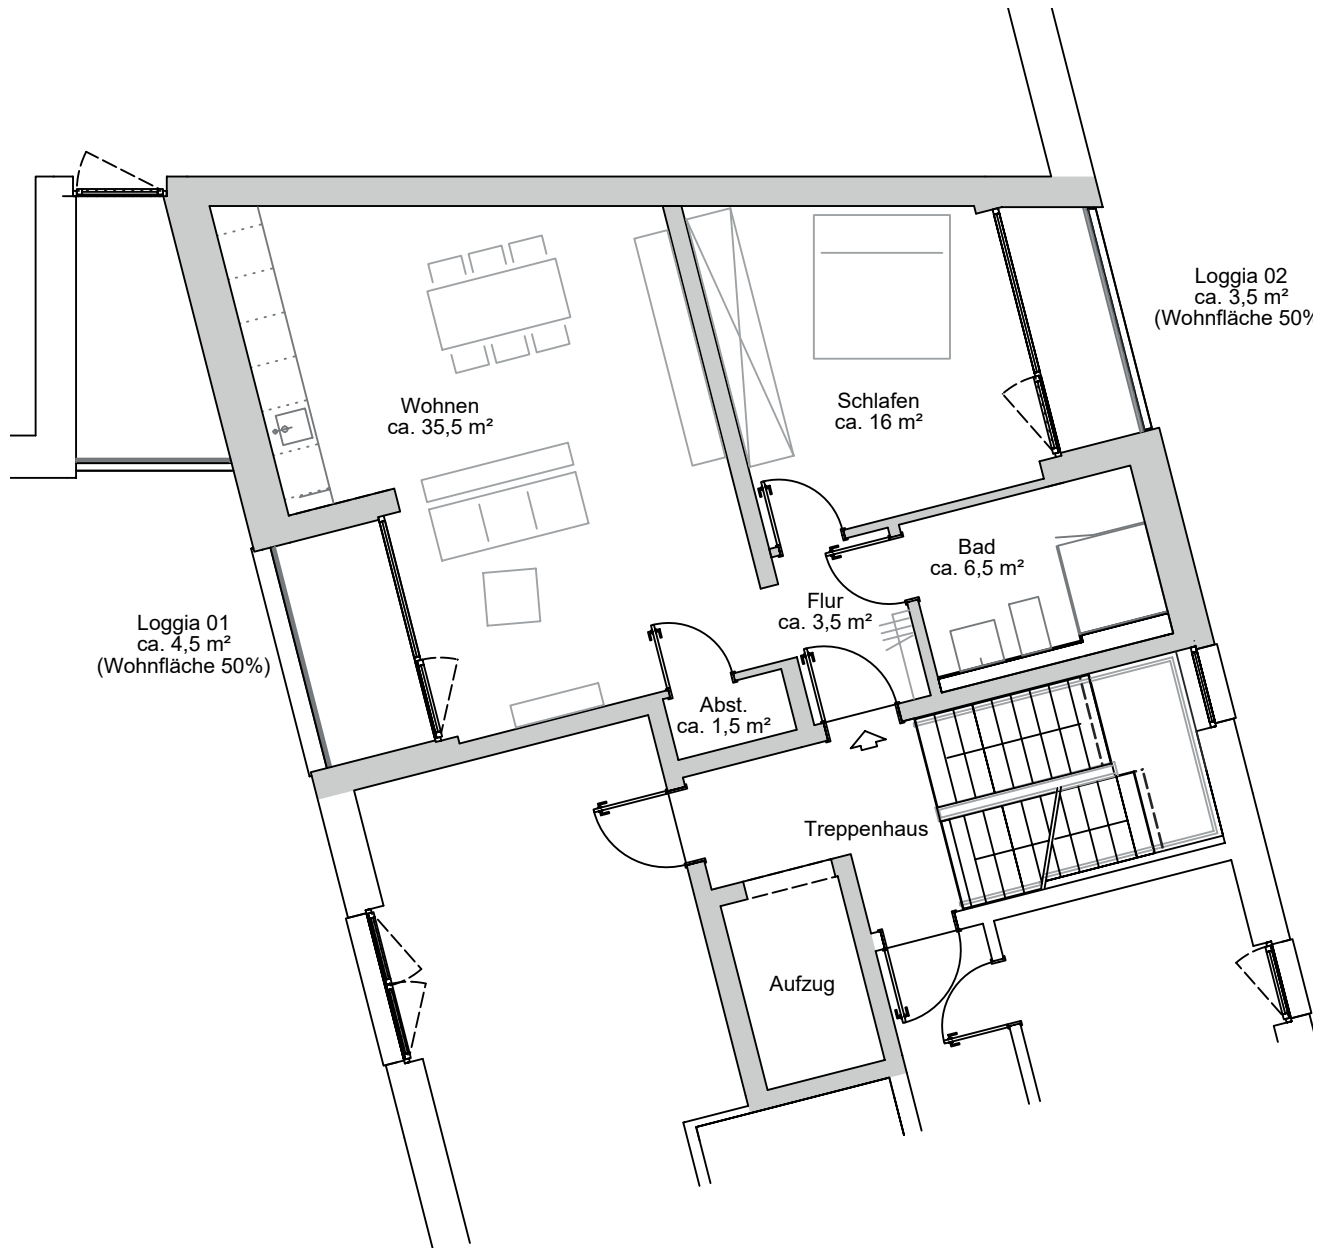 Loggia 02
ca. 3,5 m²
(Wohnfläche 50%
Wohnen
ca. 35,5 m²
Schlafen
ca. 16 m²
Bad
ca. 6,5 m²
Flur
ca. 3,5 m²
Loggia 01
ca. 4,5 m²
(Wohnfläche 50%)
Abst.
ca. 1,5 m²
Treppenhaus
Aufzug